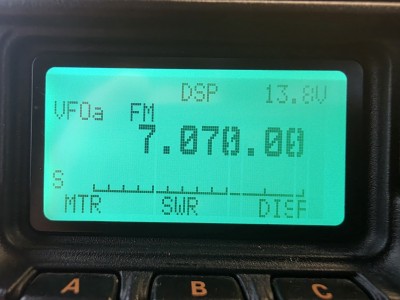 DSP 13.8V
VFOa FM
7.070.00
S
MTR SWR DISP
A B C